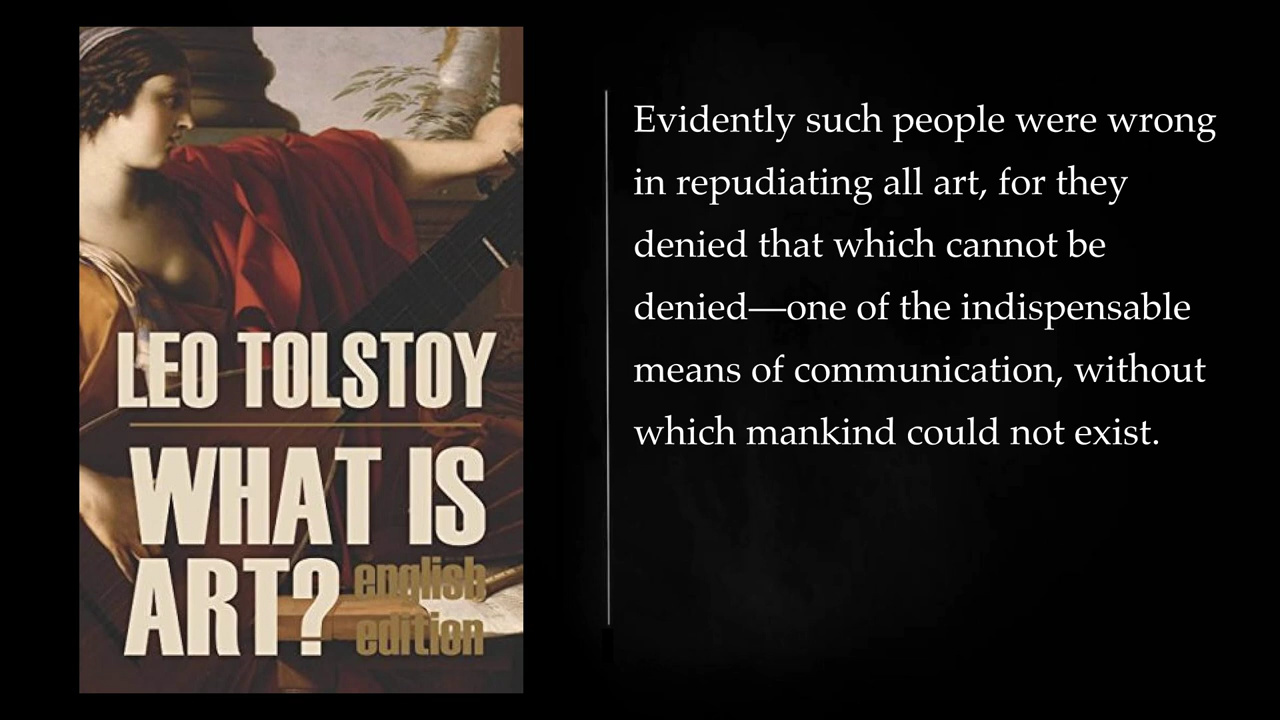 LEO TOLSTOY
WHAT IS
ART?
english
edition
Evidently such people were wrong
in repudiating all art, for they
denied that which cannot be
denied—one of the indispensable
means of communication, without
which mankind could not exist.